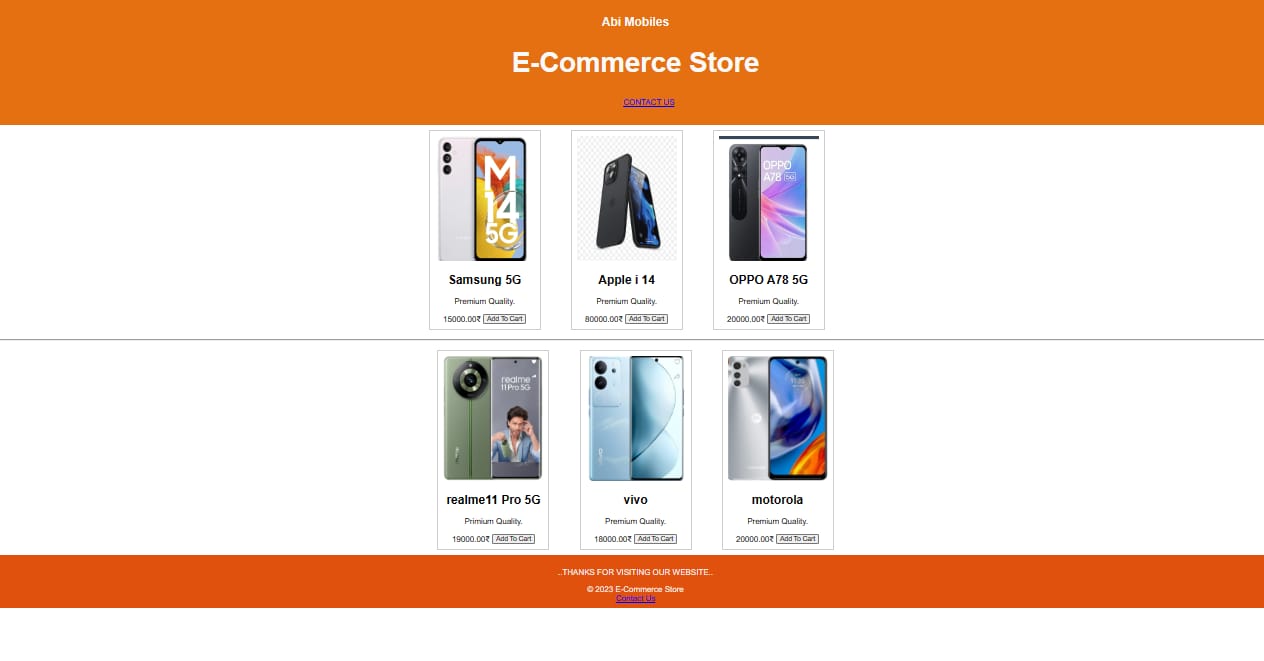 Abi Mobiles
E-Commerce Store
CONTACT US
M
14
5G
OPPO
A78 5G
Samsung 5G
Apple i 14
OPPO A78 5G
Premium Quality.
Premium Quality.
Premium Quality.
15000.00₹ Add To Cart
80000.00₹ Add To Cart
20000.00₹ Add To Cart
realme
11 Pro 5G
realme11 Pro 5G
vivo
motorola
Primium Quality.
Premium Quality.
Premium Quality.
19000.00₹ Add To Cart
18000.00₹ Add To Cart
20000.00₹ Add To Cart
..THANKS FOR VISITING OUR WEBSITE..
© 2023 E-Commerce Store
Contact Us